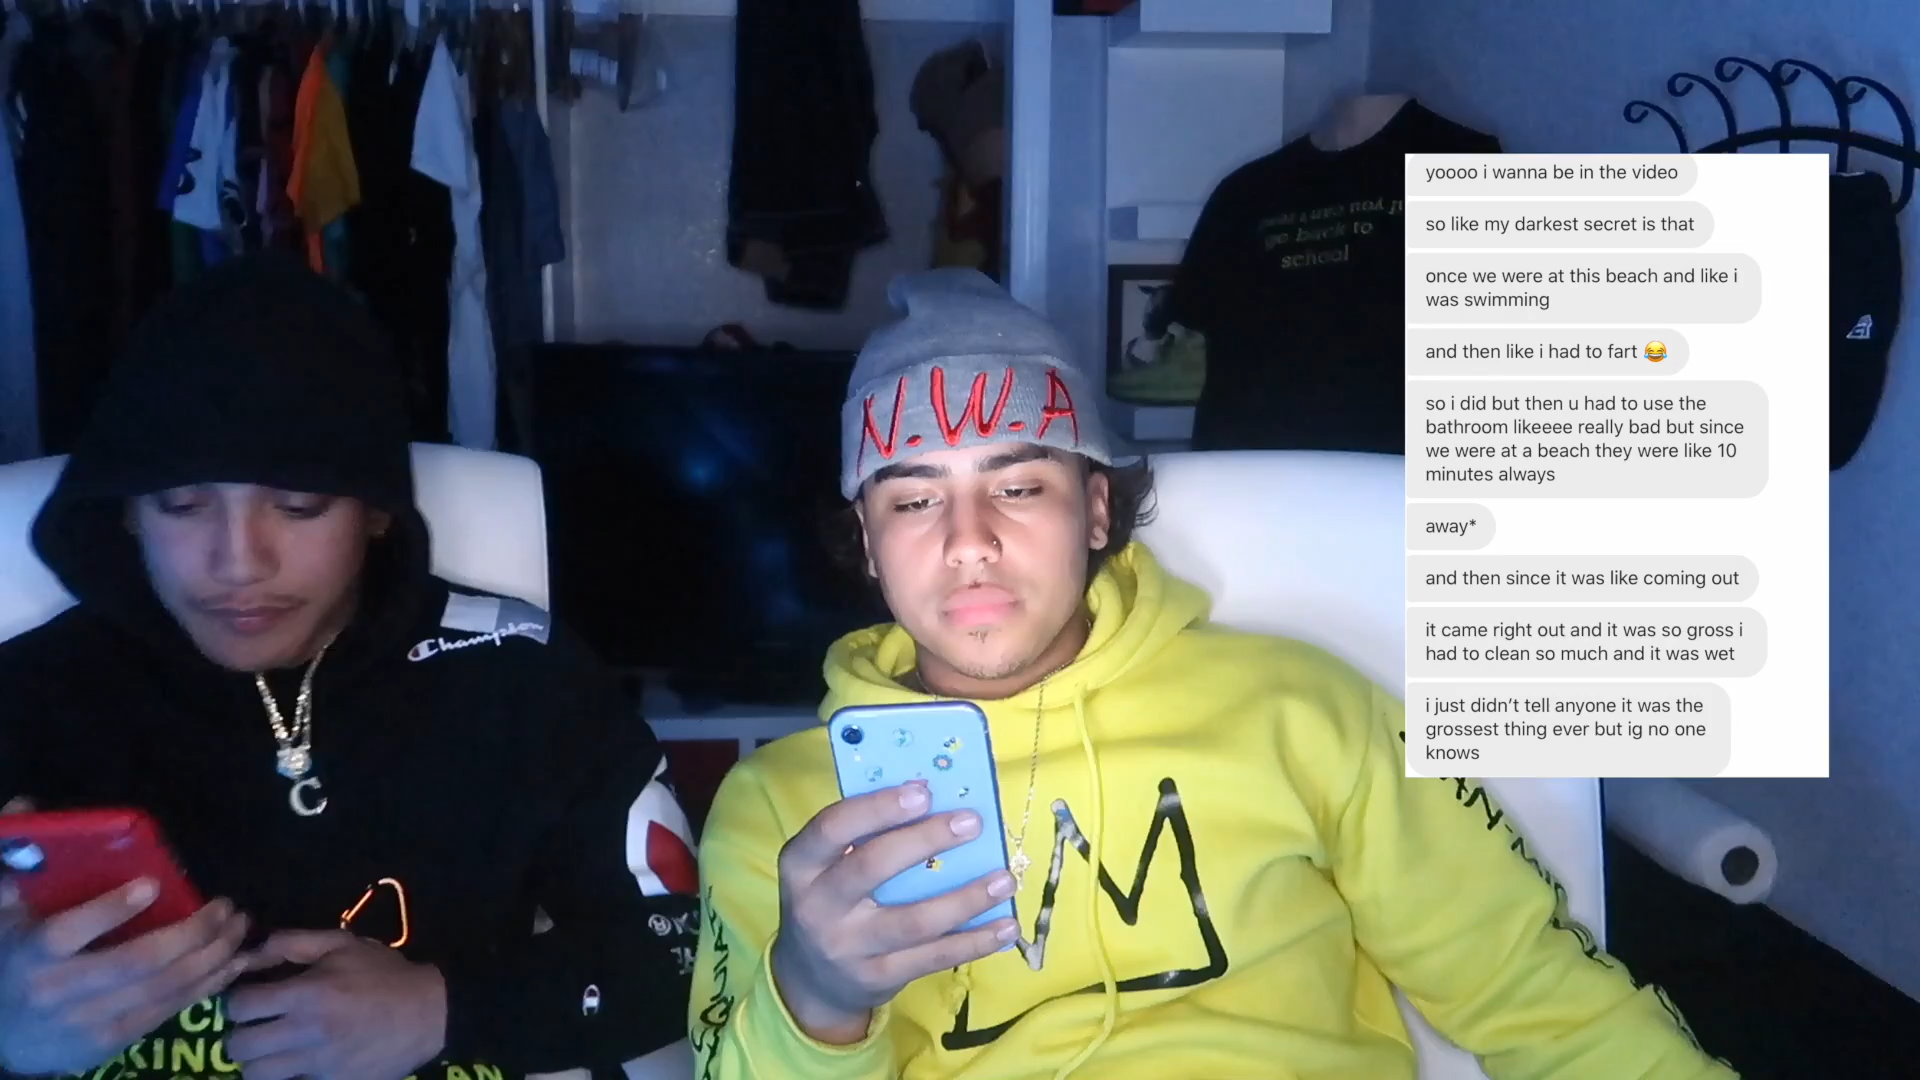 yoooo i wanna be in the video
so like my darkest secret is that
once we were at this beach and like i
was swimming
and then like i had to fart 😂
so i did but then u had to use the
bathroom likeeee really bad but since
we were at a beach they were like 10
minutes always
away*
and then since it was like coming out
it came right out and it was so gross i
had to clean so much and it was wet
i just didn’t tell anyone it was the
grossest thing ever but ig no one
knows
go back to
school
N.W.A
Champion
C